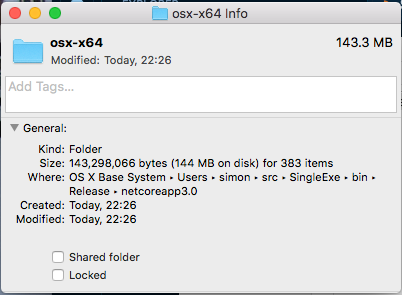 osx-x64 Info
osx-x64 143.3 MB
Modified: Today, 22:26
Add Tags...
General:
Kind: Folder
Size: 143,298,066 bytes (144 MB on disk) for 383 items
Where: OS X Base System ▸ Users ▸ simon ▸ src ▸ SingleExe ▸ bin ▸
Release ▸ netcoreapp3.0
Created: Today, 22:26
Modified: Today, 22:26
Shared folder
Locked